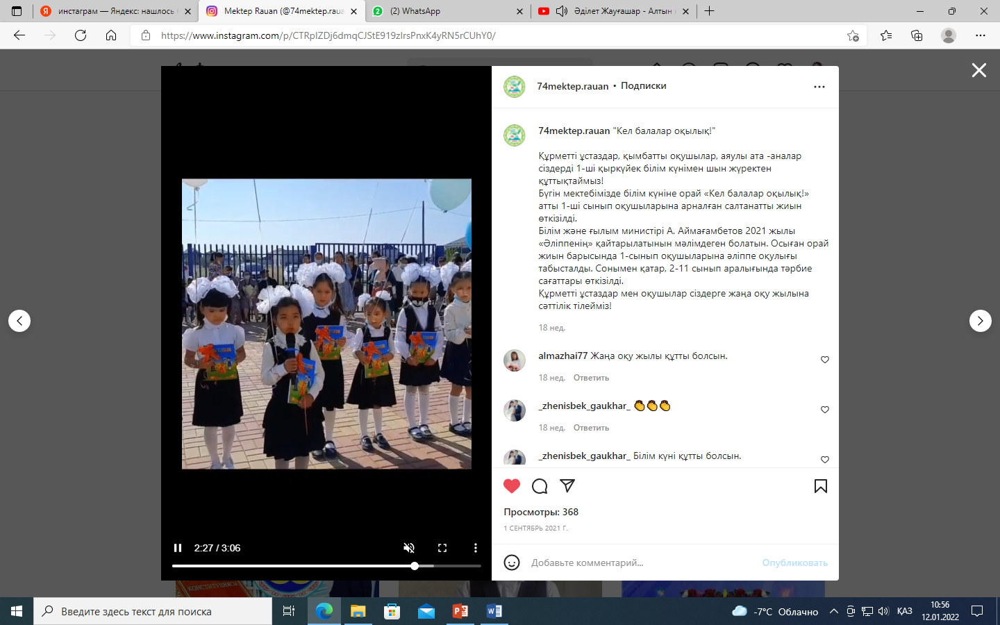 инстаграм — Яндекс: нашлось
Mektep Rauan (@74mektep.raua
(2) WhatsApp
Әділет Жауғашар - Алтын
https://www.instagram.com/p/CTRpIZDj6dmqCJStE919zIrsPnxK4yRN5rCUhY0/
74mektep.rauan • Подписки
74mektep.rauan "Кел балалар оқылық!"
Құрметті ұстаздар, қымбатты оқушылар, аяулы ата -аналар
сіздерді 1-ші қыркүйек білім күнімен шын жүректен
құттықтаймыз!
Бүгін мектебімізде білім күніне орай «Кел балалар оқылық!»
атты 1-ші сынып оқушыларына арналған салтанатты жиын
өткізілді.
Білім және ғылым министірі А. Аймағамбетов 2021 жылы
«Әліппенің» қайтарылатынын мәлімдеген болатын. Осыған орай
жиын барысында 1-сынып оқушыларына әліппе оқулығы
табысталды. Сонымен қатар, 2-11 сынып аралығында тәрбие
сағаттары өткізілді.
Құрметті ұстаздар мен оқушылар сіздерге жаңа оқу жылына
сәттілік тілейміз!
18 нед.
almazhai77 Жаңа оқу жылы құтты болсын.
18 нед. Ответить
_zhenisbek_gaukhar_ 👏👏👏
18 нед. Ответить
_zhenisbek_gaukhar_ Білім күні құтты болсын.
Просмотры: 368
1 СЕНТЯБРЬ 2021 Г.
Добавьте комментарий... Опубликовать
2:27 / 3:06
КОНСТИТУЦИЯ
Введите здесь текст для поиска
-7°C Облачно
ҚАЗ
10:56
12.01.2022